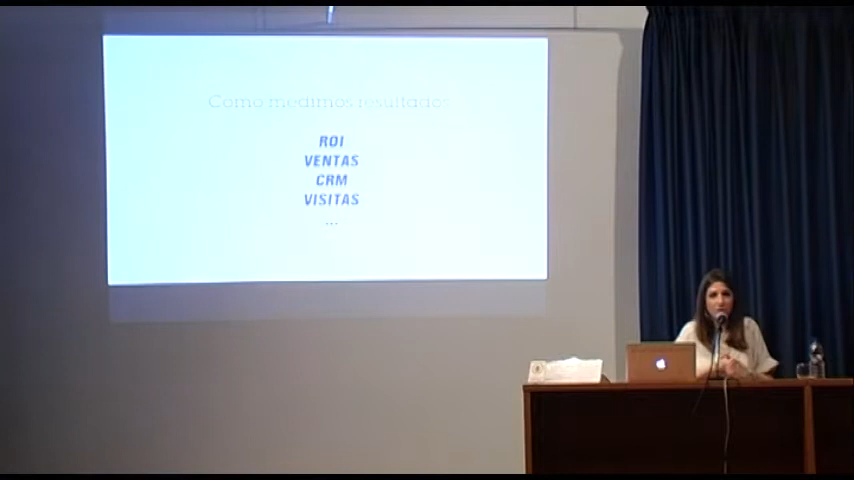 Como medimos resultados
ROI
VENTAS
CRM
VISITAS
...